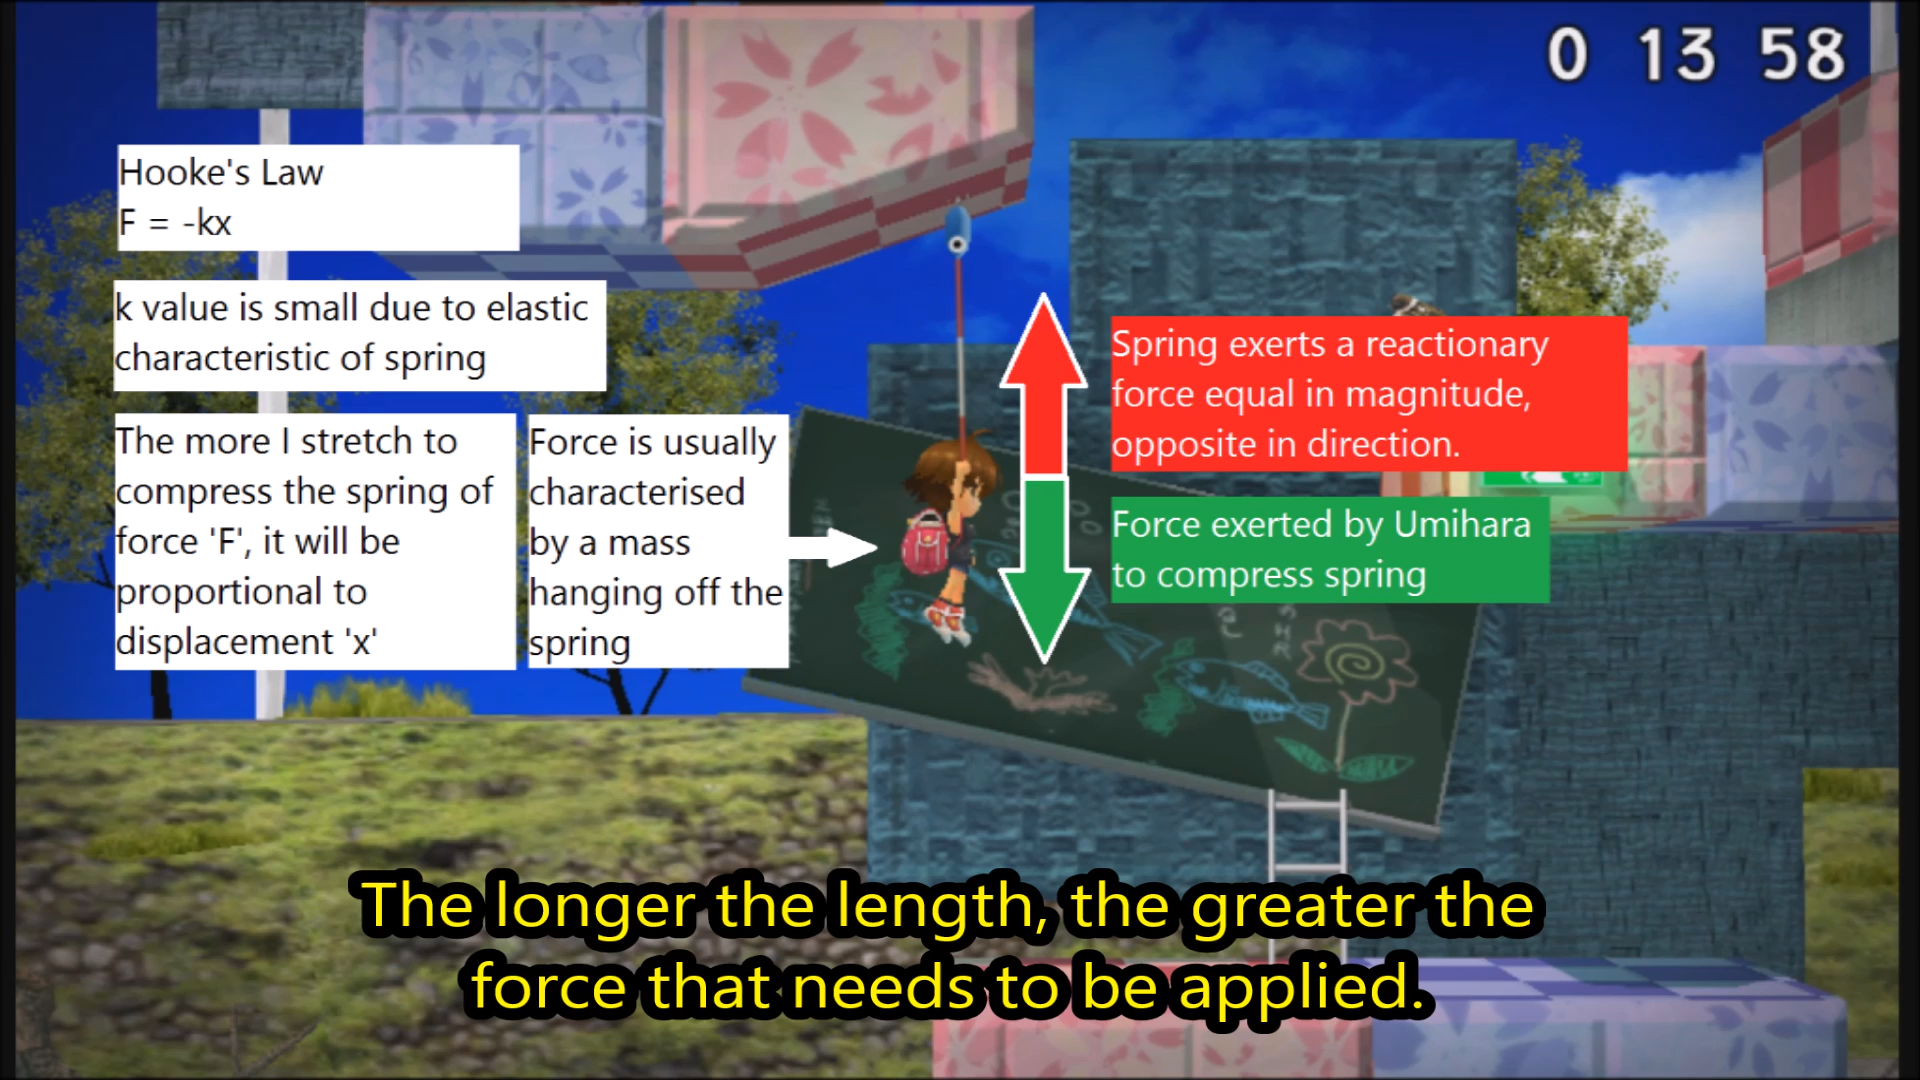 0 13 58
Hooke's Law
F = -kx
k value is small due to elastic
characteristic of spring
The more I stretch to
compress the spring of
force 'F', it will be
proportional to
displacement 'x'
Force is usually
characterised
by a mass
hanging off the
spring
Spring exerts a reactionary
force equal in magnitude,
opposite in direction.
Force exerted by Umihara
to compress spring
The longer the length, the greater the
force that needs to be applied.